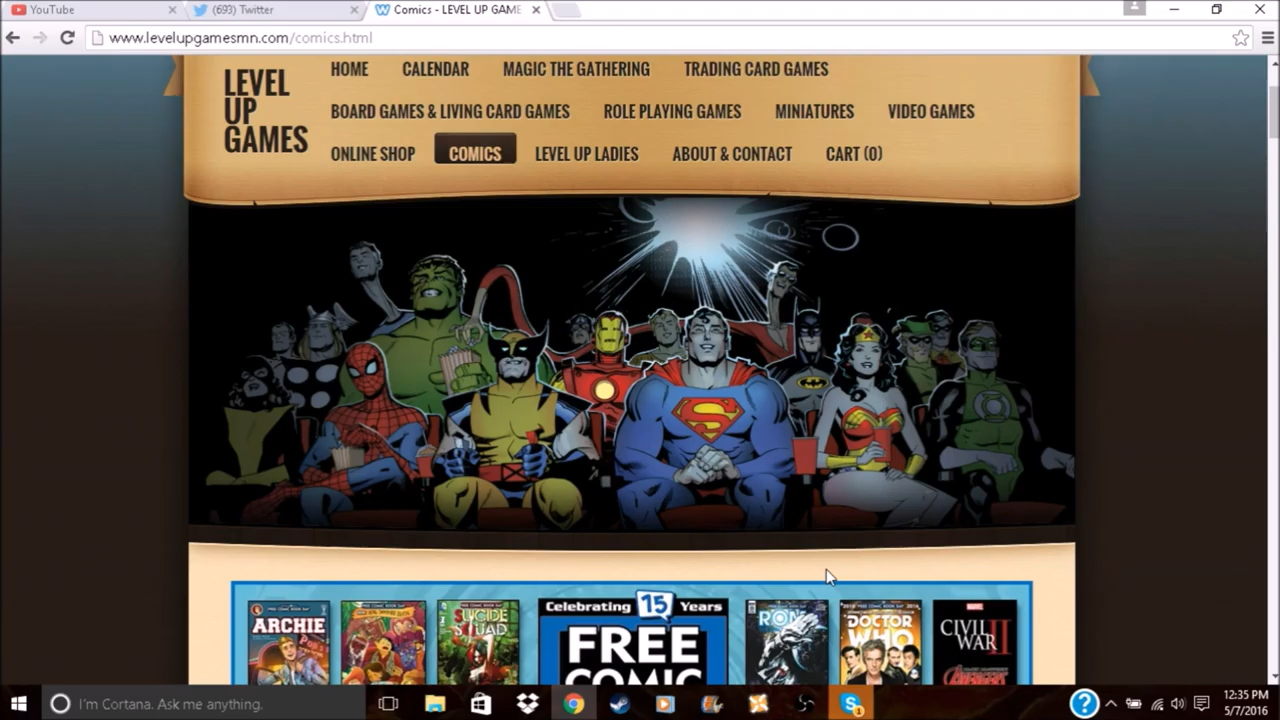 YouTube
(693) Twitter
Comics - LEVEL UP GAME
www.levelupgamesmn.com/comics.html
LEVEL
UP
GAMES
HOME CALENDAR MAGIC THE GATHERING TRADING CARD GAMES
BOARD GAMES & LIVING CARD GAMES ROLE PLAYING GAMES MINIATURES VIDEO GAMES
ONLINE SHOP COMICS LEVEL UP LADIES ABOUT & CONTACT CART (0)
Celebrating 15 Years
FREE
COMIC
ARCHIE
SUICIDE
SQUAD
ROM
DOCTOR
WHO
MARVEL
CIVIL
WAR II
I'm Cortana. Ask me anything.
12:35 PM
5/7/2016